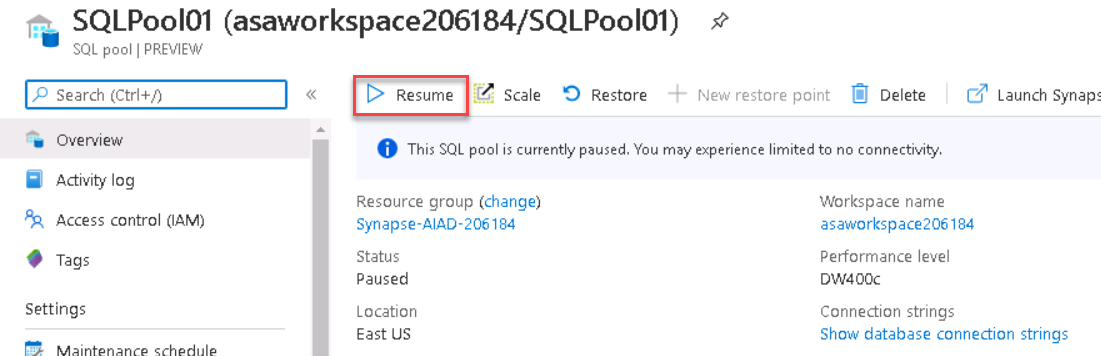 SQLPool01 (asaworkspace206184/SQLPool01)
SQL pool | PREVIEW
Search (Ctrl+/)
«
Resume
Scale
Restore
New restore point
Delete
Launch Synaps
Overview
Activity log
Access control (IAM)
Tags
Settings
Maintenance schedule
This SQL pool is currently paused. You may experience limited to no connectivity.
Resource group (change)
Synapse-AIAD-206184
Status
Paused
Location
East US
Workspace name
asaworkspace206184
Performance level
DW400c
Connection strings
Show database connection strings